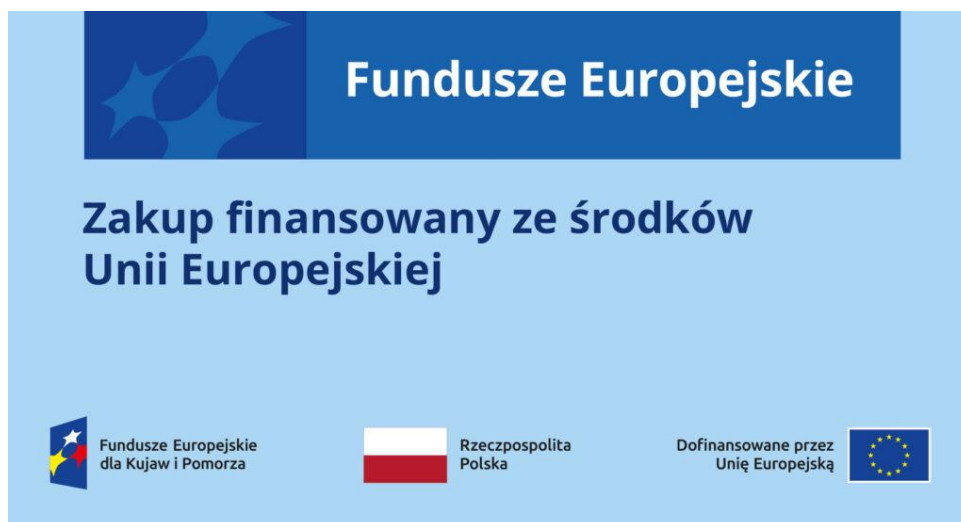 Fundusze Europejskie
Zakup finansowany ze środków
Unii Europejskiej
Fundusze Europejskie
dla Kujaw i Pomorza
Rzeczpospolita
Polska
Dofinansowane przez
Unię Europejską